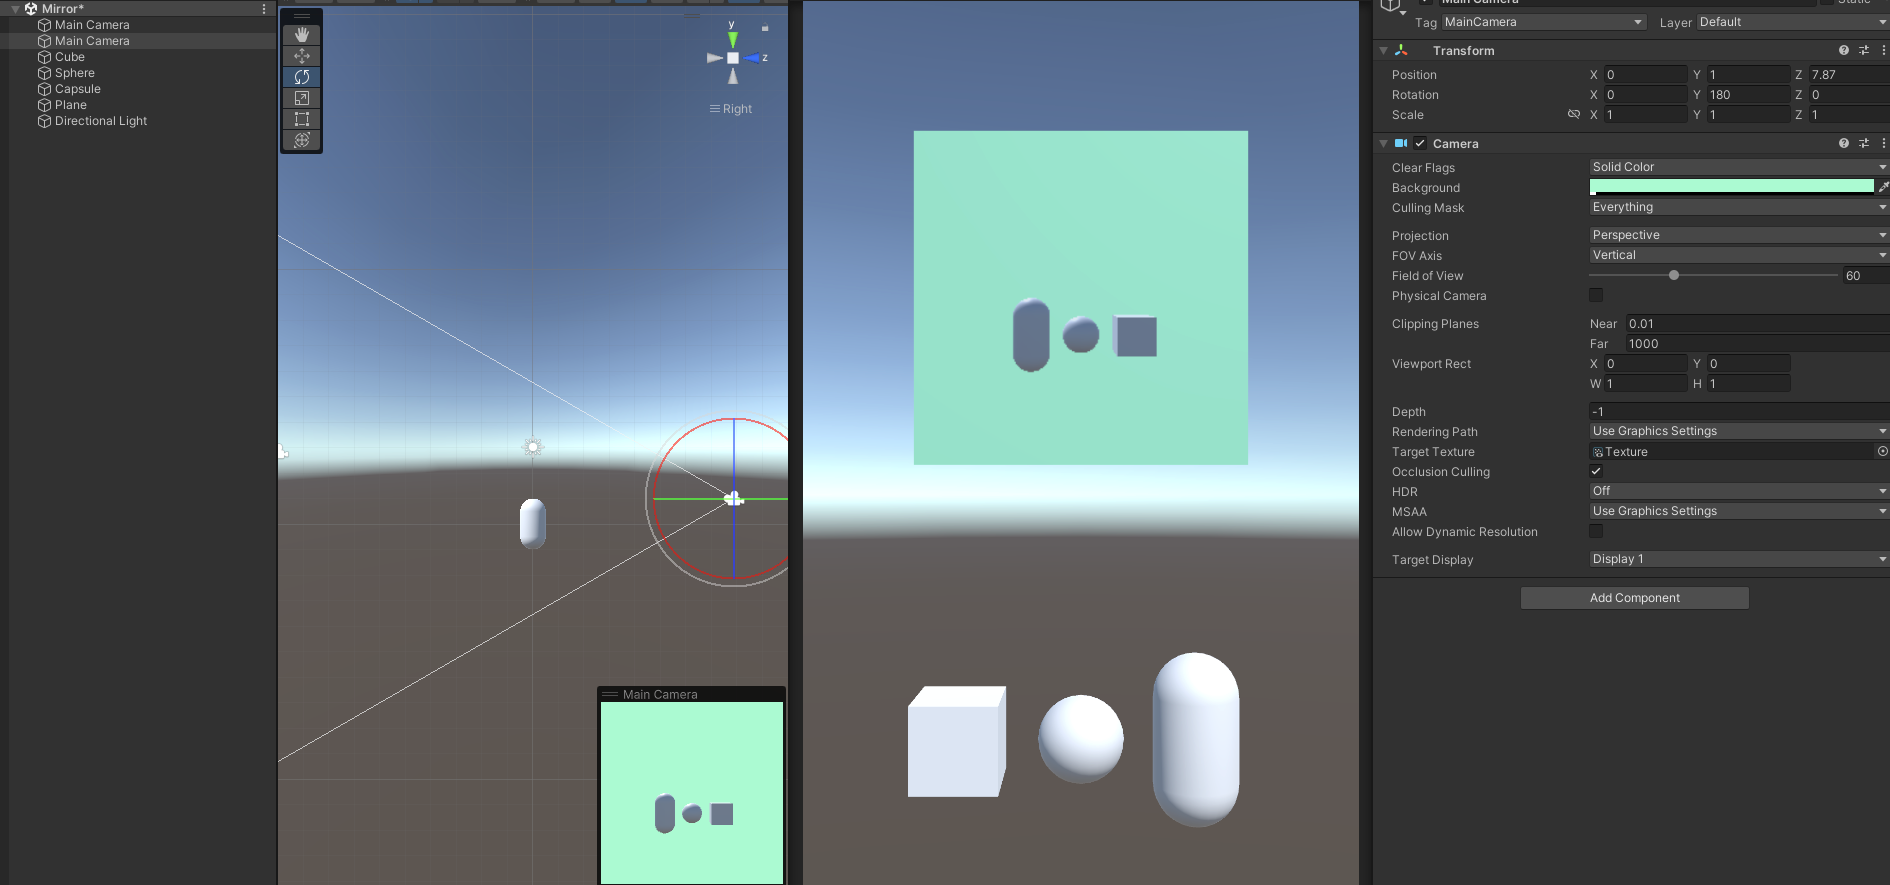 Mirror*
Main Camera
Main Camera
Cube
Sphere
Capsule
Plane
Directional Light
y
z
Right
Main Camera
Main Camera
Static
Tag MainCamera Layer Default
Transform
Position X 0 Y 1 Z 7.87
Rotation X 0 Y 180 Z 0
Scale X 1 Y 1 Z 1
Camera
Clear Flags Solid Color
Background
Culling Mask Everything
Projection Perspective
FOV Axis Vertical
Field of View 60
Physical Camera
Clipping Planes Near 0.01
Far 1000
Viewport Rect X 0 Y 0
W 1 H 1
Depth -1
Rendering Path Use Graphics Settings
Target Texture Texture
Occlusion Culling
HDR Off
MSAA Use Graphics Settings
Allow Dynamic Resolution
Target Display Display 1
Add Component